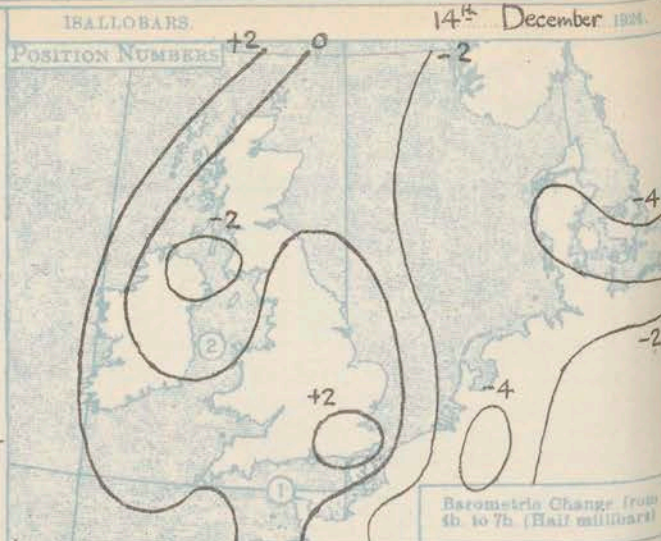 ISALLOBARS. 14th December 1924.
POSITION NUMBERS
+2 0 -2
-4
-2
2
-2
+2
-4
1
Barometric Change from
4h. to 7h. (Half millibars)